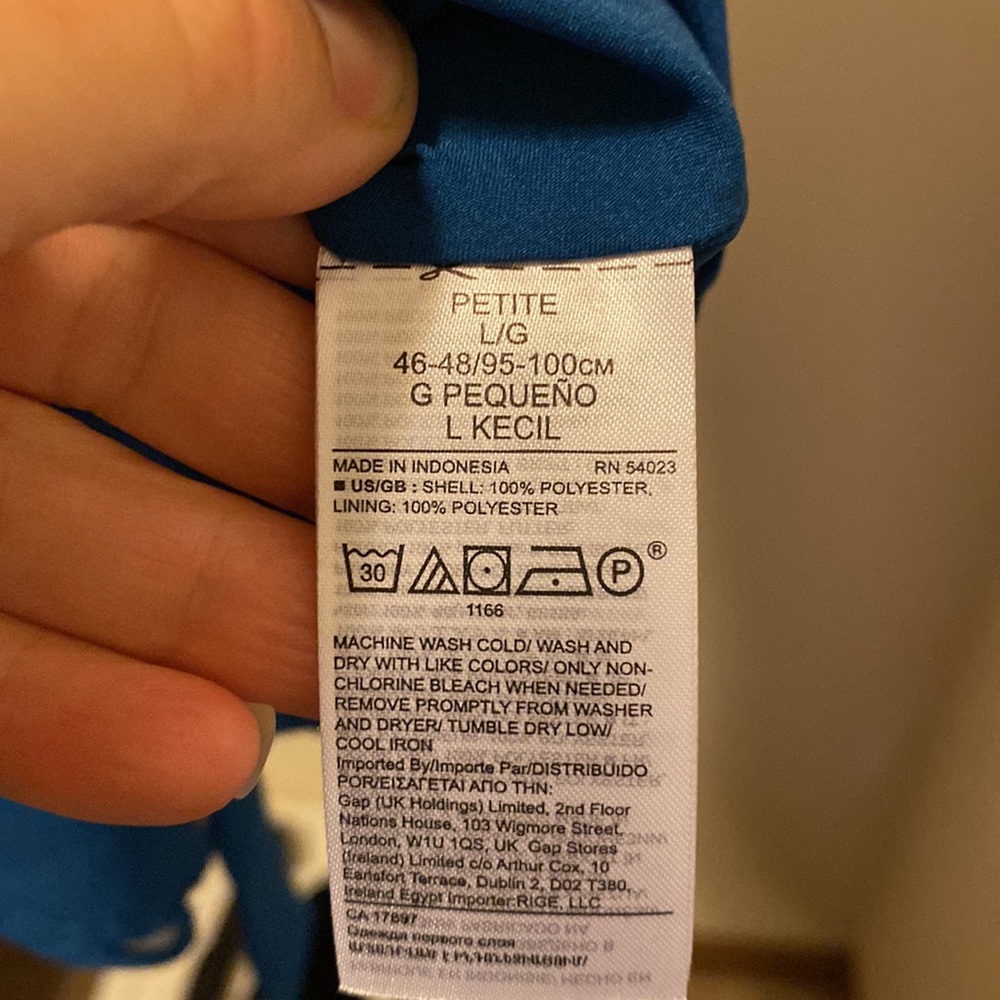 PETITE
L/G
46-48/95-100CM
G PEQUEÑO
L KECIL
MADE IN INDONESIA RN 54023
■ US/GB : SHELL: 100% POLYESTER,
LINING: 100% POLYESTER
30 P ®
1166
MACHINE WASH COLD/ WASH AND
DRY WITH LIKE COLORS/ ONLY NON-
CHLORINE BLEACH WHEN NEEDED/
REMOVE PROMPTLY FROM WASHER
AND DRYER/ TUMBLE DRY LOW/
COOL IRON
Imported By/Importe Par/DISTRIBUIDO
POR/ΕΙΣΑΓΕΤΑΙ ΑΠΟ ΤΗΝ:
Gap (UK Holdings) Limited, 2nd Floor
Nations House, 103 Wigmore Street,
London, W1U 1QS, UK Gap Stores
(Ireland) Limited c/o Arthur Cox, 10
Earlsfort Terrace, Dublin 2, D02 T380,
Ireland Egypt Importer:RIGE, LLC
CA 17897
Одежда первого слоя